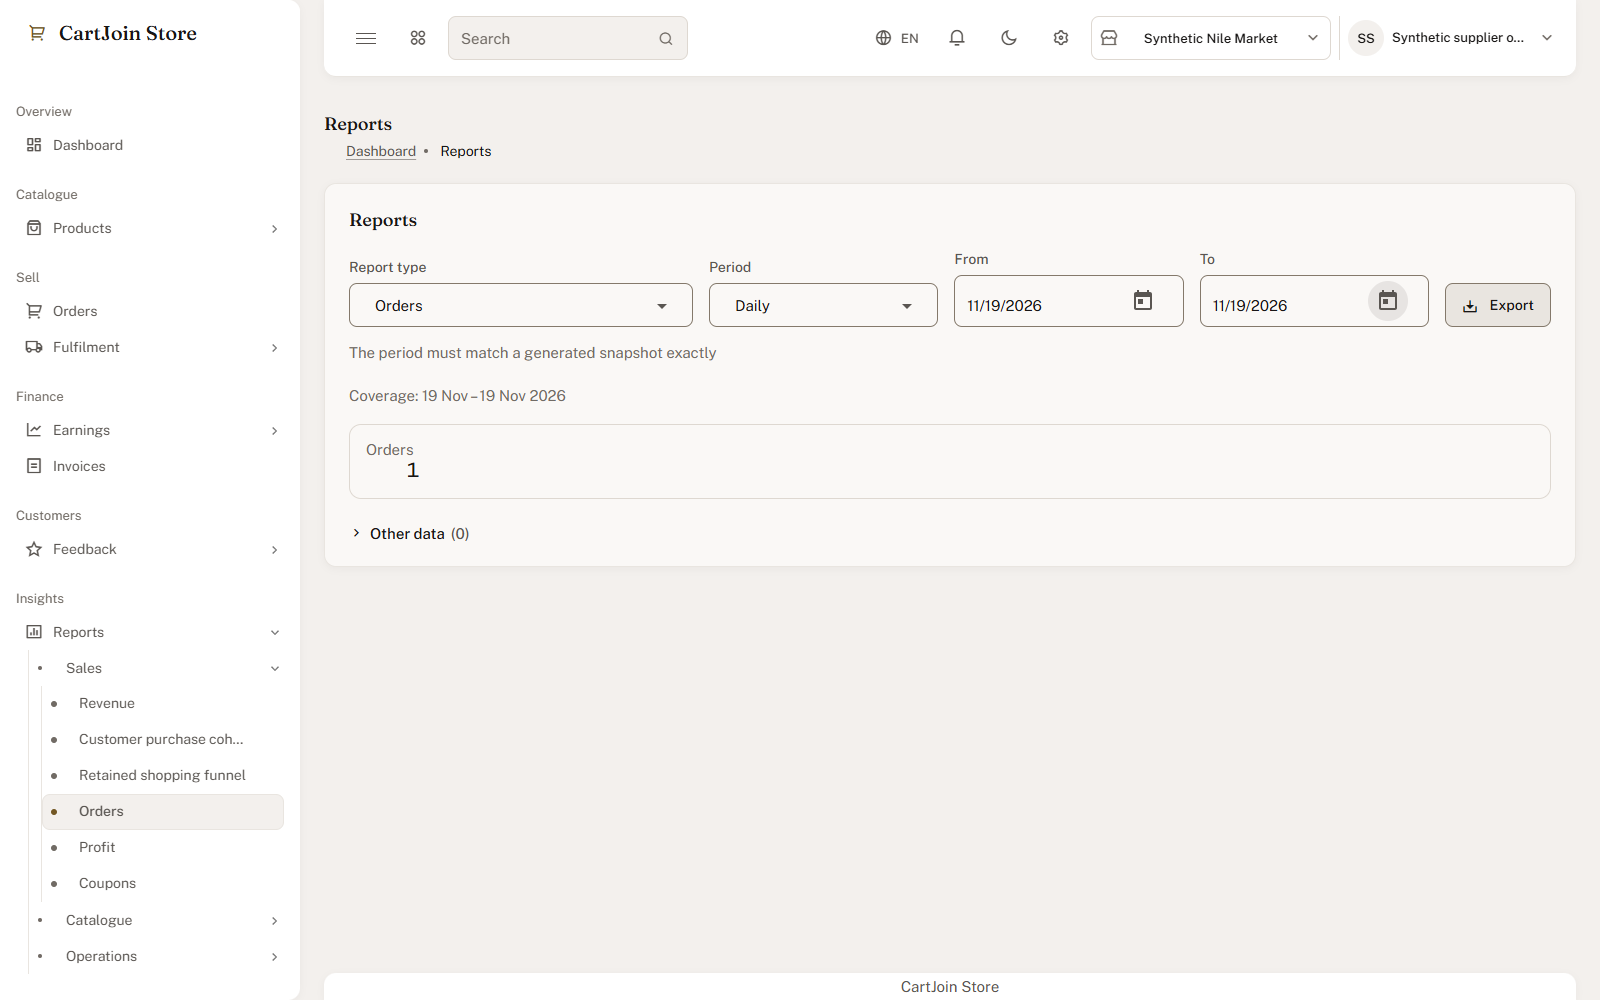 CartJoin Store
Overview
Dashboard
Catalogue
Products
Sell
Orders
Fulfilment
Finance
Earnings
Invoices
Customers
Feedback
Insights
Reports
Sales
Revenue
Customer purchase coh...
Retained shopping funnel
Orders
Profit
Coupons
Catalogue
Operations
Search
EN
Synthetic Nile Market
SS
Synthetic supplier o...
Reports
Dashboard • Reports
Reports
Report type
Orders
Period
Daily
From
11/19/2026
To
11/19/2026
Export
The period must match a generated snapshot exactly
Coverage: 19 Nov – 19 Nov 2026
Orders
1
Other data (0)
CartJoin Store